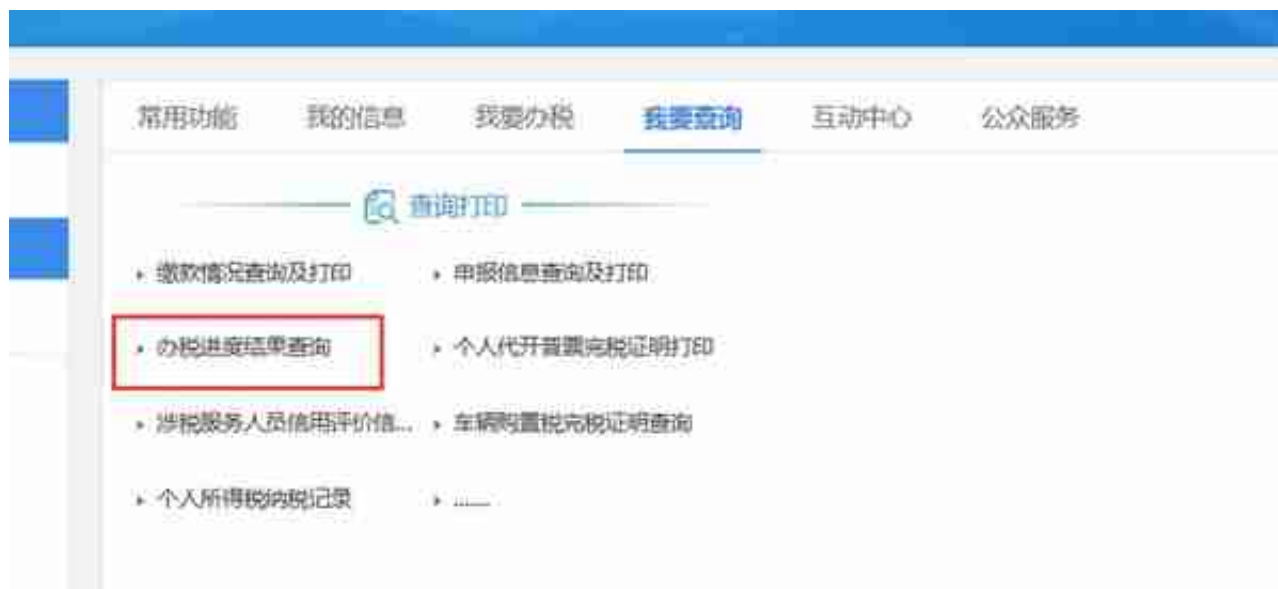 常用功能 我的信息 我要办税 我要查询 互动中心 公众服务
查询打印
缴款情况查询及打印 申报信息查询及打印
办税进度结果查询 个人代开普票完税证明打印
涉税服务人员信用评价信... 车辆购置税完税证明查询
个人所得税纳税记录 .......